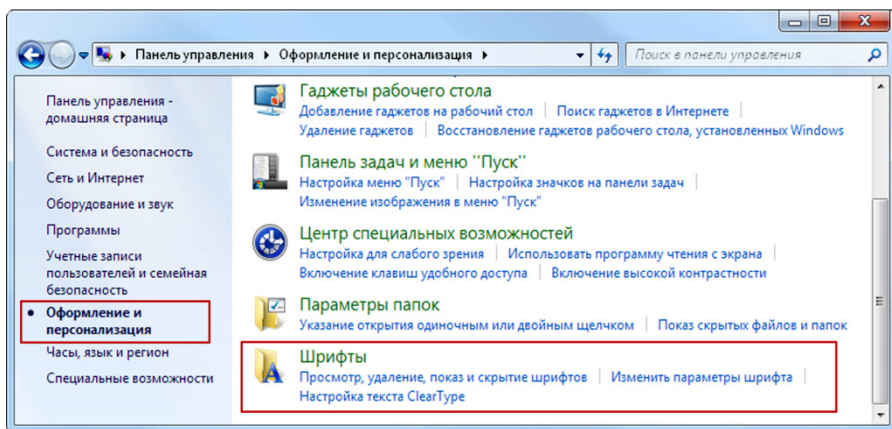 Панель управления ▸ Оформление и персонализация ▸
Поиск в панели управления
Панель управления -
домашняя страница
Система и безопасность
Сеть и Интернет
Оборудование и звук
Программы
Учетные записи
пользователей и семейная
безопасность
Оформление и
персонализация
Часы, язык и регион
Специальные возможности
Гаджеты рабочего стола
Добавление гаджетов на рабочий стол | Поиск гаджетов в Интернете |
Удаление гаджетов | Восстановление гаджетов рабочего стола, установленных Windows
Панель задач и меню "Пуск"
Настройка меню "Пуск" | Настройка значков на панели задач |
Изменение изображения в меню "Пуск"
Центр специальных возможностей
Настройка для слабого зрения | Использовать программу чтения с экрана |
Включение клавиш удобного доступа | Включение высокой контрастности
Параметры папок
Указание открытия одиночным или двойным щелчком | Показ скрытых файлов и папок
Шрифты
Просмотр, удаление, показ и скрытие шрифтов | Изменить параметры шрифта |
Настройка текста ClearType